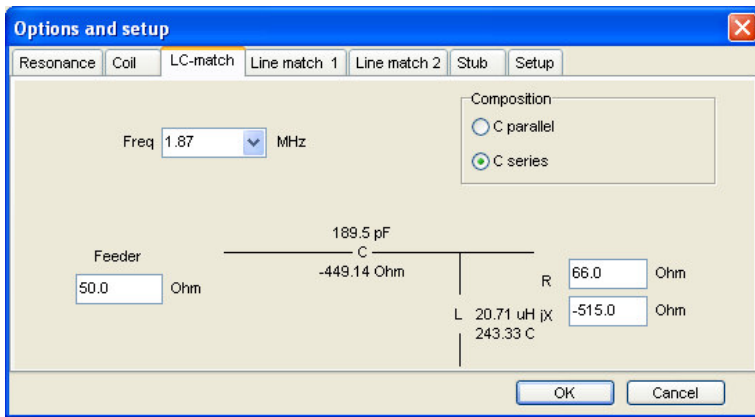 Options and setup
Resonance Coil LC-match Line match 1 Line match 2 Stub Setup
Composition
C parallel
C series
Freq 1.87 MHz
189.5 pF
C
-449.14 Ohm
Feeder
50.0 Ohm
R 66.0 Ohm
L 20.71 uH jX -515.0 Ohm
243.33 C
OK Cancel